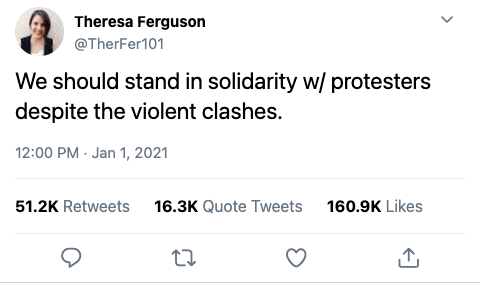 Theresa Ferguson
@TherFer101
We should stand in solidarity w/ protesters
despite the violent clashes.
12:00 PM · Jan 1, 2021
51.2K Retweets 16.3K Quote Tweets 160.9K Likes